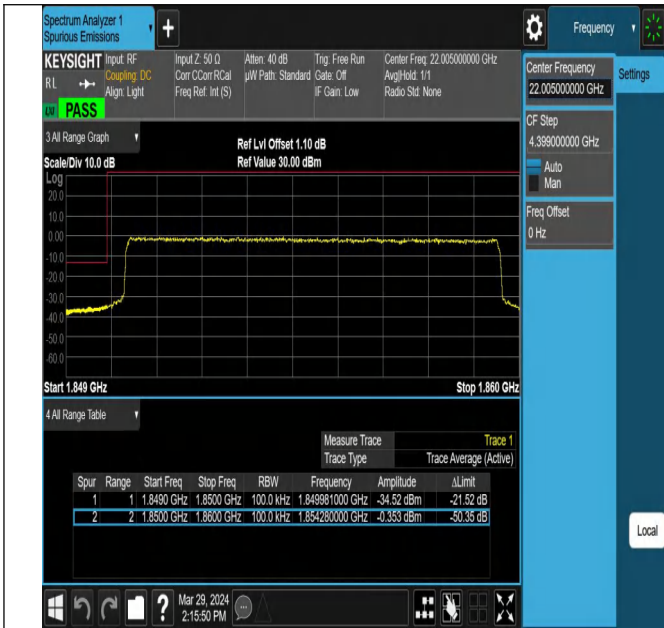 Spectrum Analyzer 1
Spurious Emissions
Frequency
KEYSIGHT Input: RF
Coupling: DC
Align: Light
RL
Input Z: 50 Ω
Corr CCorr RCal
Freq Ref: Int (S)
Atten: 40 dB
µW Path: Standard
Trig: Free Run
Gate: Off
IF Gain: Low
Center Freq: 22.005000000 GHz
Avg|Hold: 1/1
Radio Std: None
PASS
Center Frequency
22.005000000 GHz
Settings
CF Step
4.399000000 GHz
Auto
Man
Freq Offset
0 Hz
3 All Range Graph
Scale/Div 10.0 dB
Ref Lvl Offset 1.10 dB
Ref Value 30.00 dBm
Log
20.0
10.0
0.00
-10.0
-20.0
-30.0
-40.0
-50.0
-60.0
Start 1.849 GHz
Stop 1.860 GHz
4 All Range Table
Measure Trace Trace 1
Trace Type Trace Average (Active)
Spur Range Start Freq Stop Freq RBW Frequency Amplitude ΔLimit
1 1 1.8490 GHz 1.8500 GHz 100.0 kHz 1.849981000 GHz -34.52 dBm -21.52 dB
2 2 1.8500 GHz 1.8600 GHz 100.0 kHz 1.854280000 GHz -0.353 dBm -50.35 dB
Local
Mar 29, 2024
2:15:50 PM